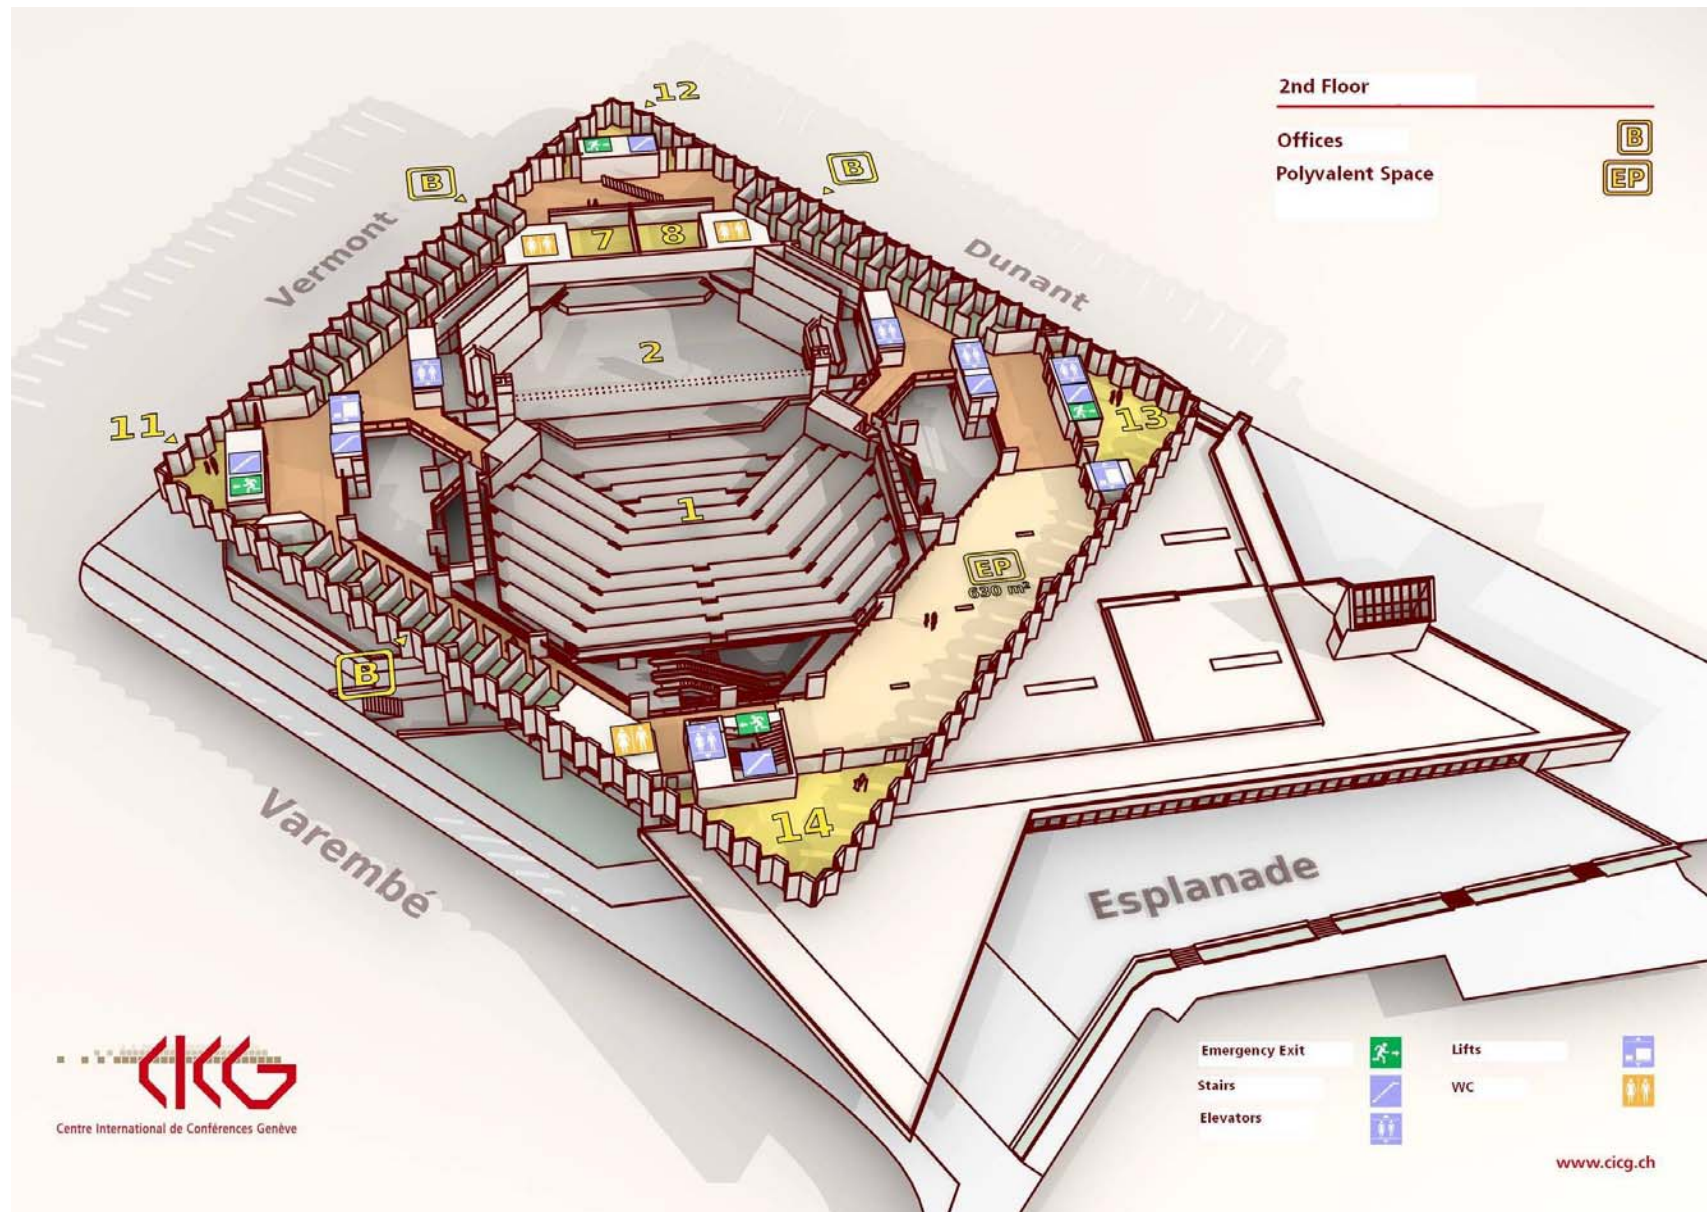 12
2nd Floor
Offices
B
Polyvalent Space
EP
B
B
Vermont
Dunant
7
8
2
11
13
1
EP
630 m²
B
14
Varembé
Esplanade
CICG
Centre International de Conférences Genève
Emergency Exit
Lifts
Stairs
WC
Elevators
www.cicg.ch